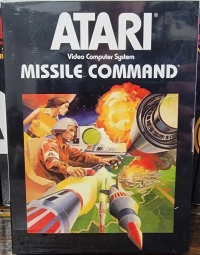 ATARI®
Video Computer System
MISSILE COMMAND®